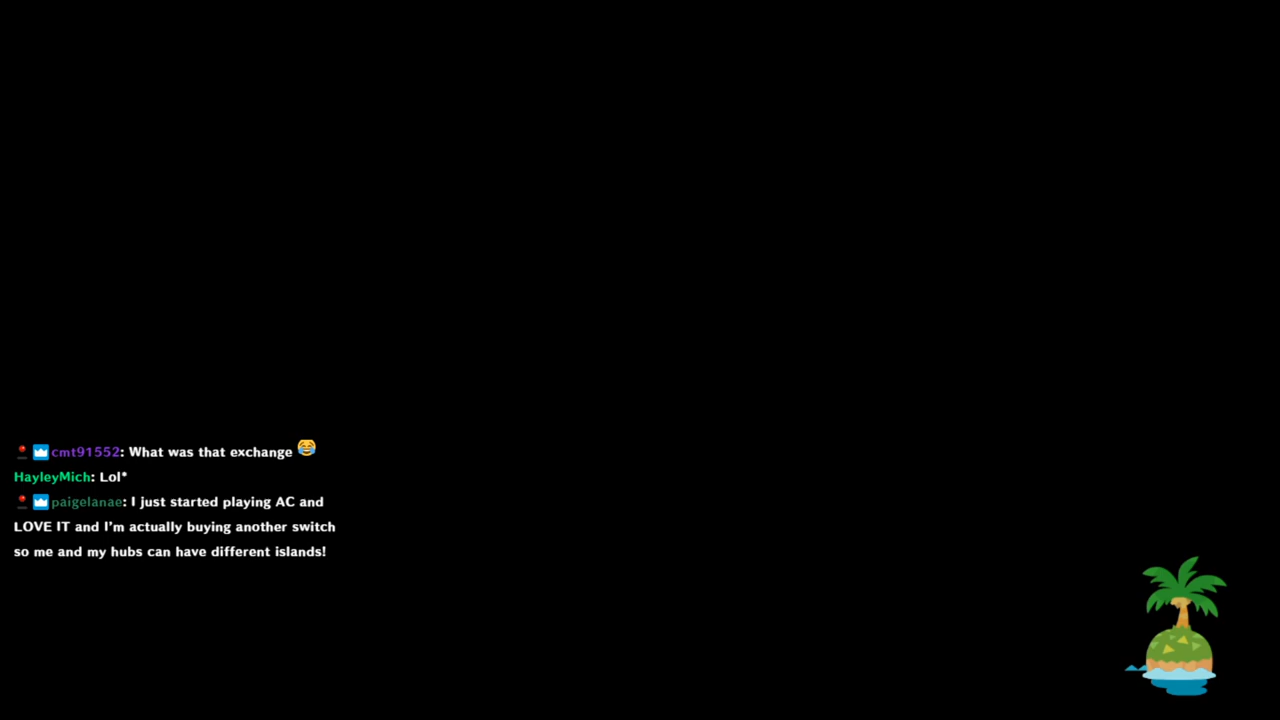 cmt91552: What was that exchange 😂
HayleyMich: Lol*
paigelanae: I just started playing AC and
LOVE IT and I'm actually buying another switch
so me and my hubs can have different islands!